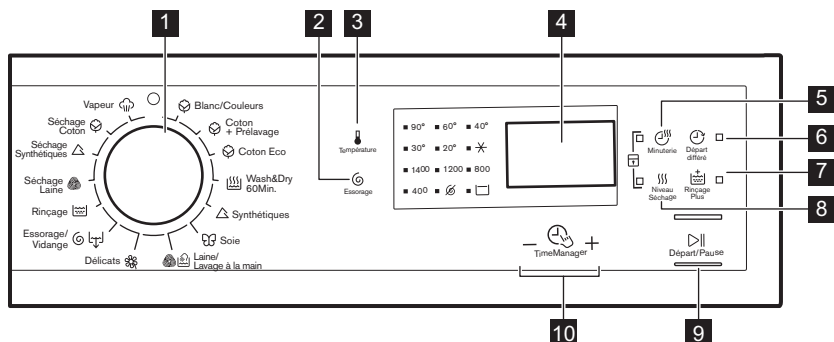 1
2
3
4
5
6
7
8
9
10
Vapeur
Séchage
Coton
Séchage
Synthétiques
Séchage
Laine
Rinçage
Essorage/
Vidange
Délicats
Blanc/Couleurs
Coton
+ Prélavage
Coton Eco
Wash&Dry
60Min.
Synthétiques
Soie
Laine/
Lavage à la main
Température
Essorage
90° 60° 40°
30° 20°
1400 1200 800
400
Minuterie
Départ
différé
Niveau
Séchage
Rinçage
Plus
TimeManager
Départ/Pause